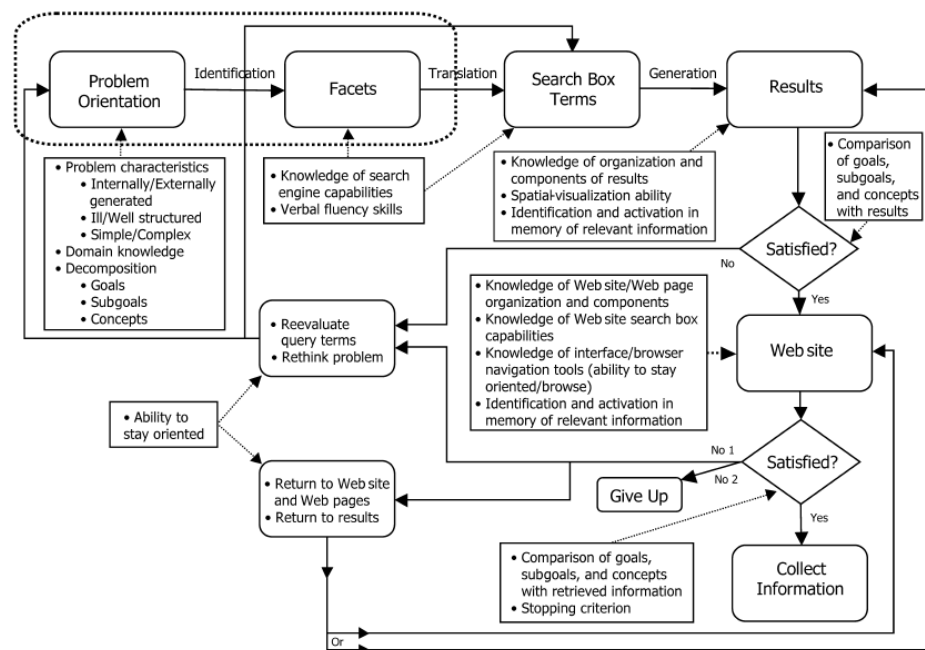 Problem
Orientation
Identification
Facets
Translation
Search Box
Terms
Generation
Results
• Problem characteristics
• Internally/Externally
generated
• Ill/Well structured
• Simple/Complex
• Domain knowledge
• Decomposition
• Goals
• Subgoals
• Concepts
• Knowledge of search
engine capabilities
• Verbal fluency skills
• Knowledge of organization and
components of results
• Spatial-visualization ability
• Identification and activation in
memory of relevant information
• Comparison
of goals,
subgoals,
and concepts
with results
Satisfied?
No
Yes
• Knowledge of Web site/Web page
organization and components
• Knowledge of Web site search box
capabilities
• Knowledge of interface/browser
navigation tools (ability to stay
oriented/browse)
• Identification and activation in
memory of relevant information
Web site
• Reevaluate
query terms
• Rethink problem
• Ability to
stay oriented
• Return to Web site
and Web pages
• Return to results
No 1
No 2
Satisfied?
Give Up
Yes
• Comparison of goals,
subgoals, and concepts
with retrieved information
• Stopping criterion
Collect
Information
Or